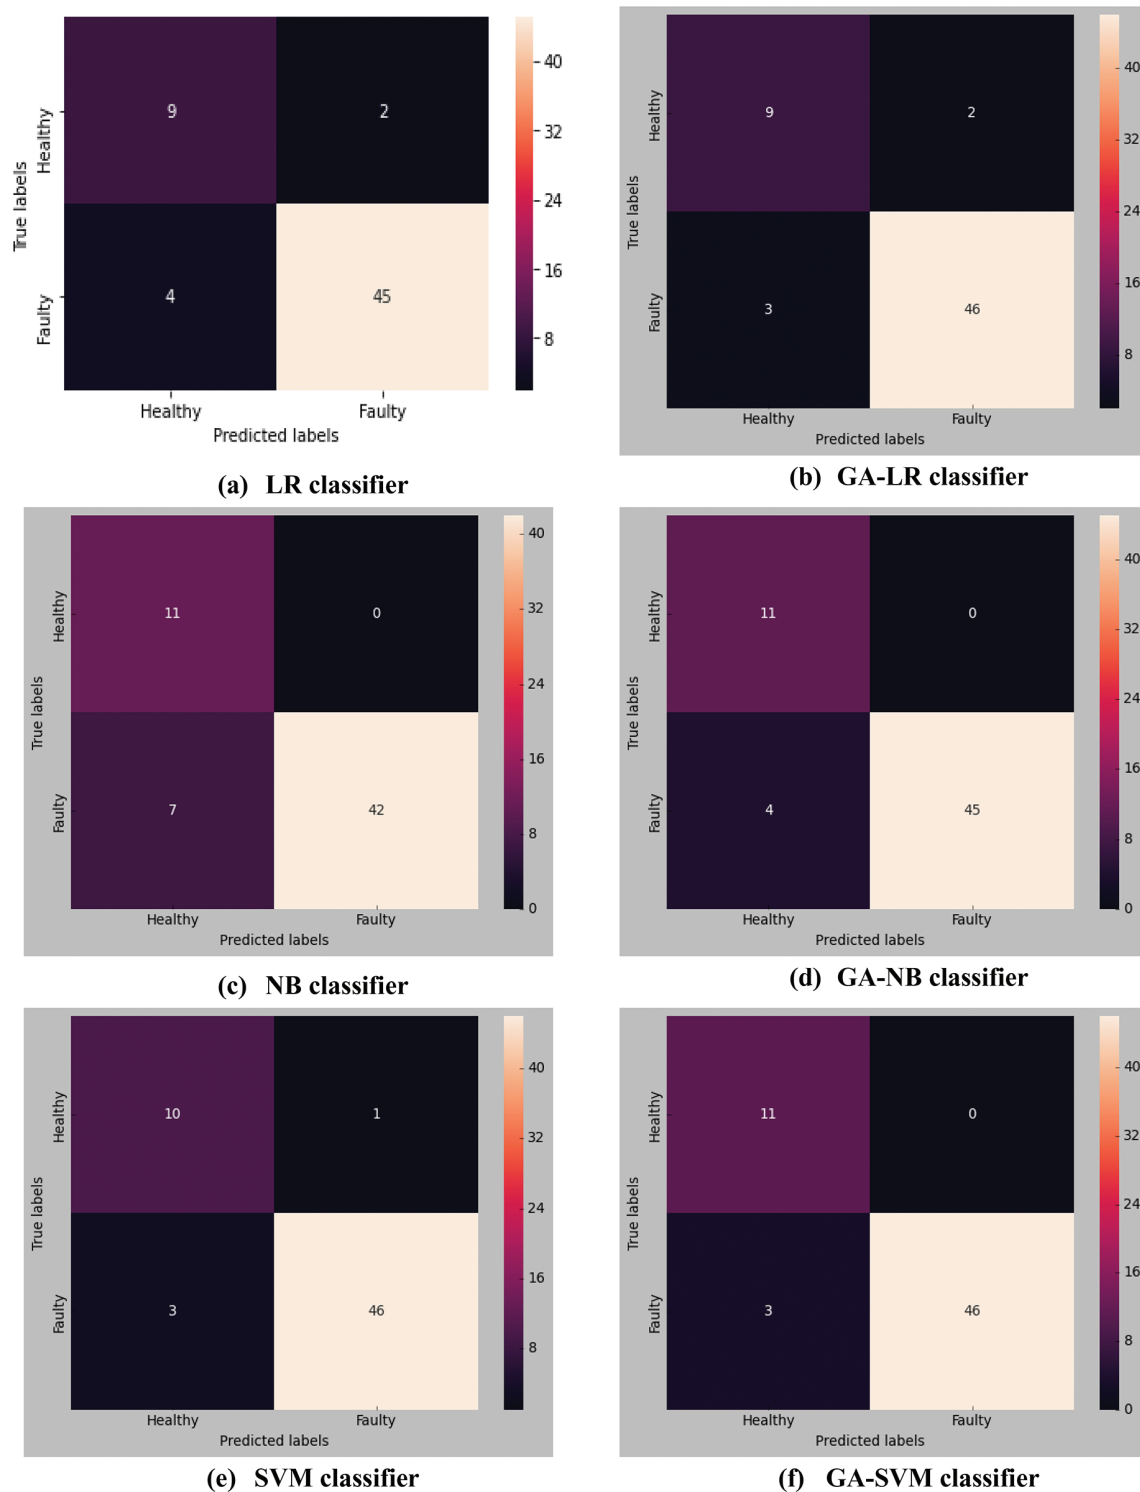 9 2
4 45
Healthy
Faulty
True labels
Healthy Faulty
Predicted labels
40
32
24
16
8
(a) LR classifier
9 2
3 46
Healthy
Faulty
True labels
Healthy Faulty
Predicted labels
40
32
24
16
8
(b) GA-LR classifier
11 0
7 42
Healthy
Faulty
True labels
Healthy Faulty
Predicted labels
40
32
24
16
8
0
(c) NB classifier
11 0
4 45
Healthy
Faulty
True labels
Healthy Faulty
Predicted labels
40
32
24
16
8
0
(d) GA-NB classifier
10 1
3 46
Healthy
Faulty
True labels
Healthy Faulty
Predicted labels
40
32
24
16
8
(e) SVM classifier
11 0
3 46
Healthy
Faulty
True labels
Healthy Faulty
Predicted labels
40
32
24
16
8
0
(f) GA-SVM classifier